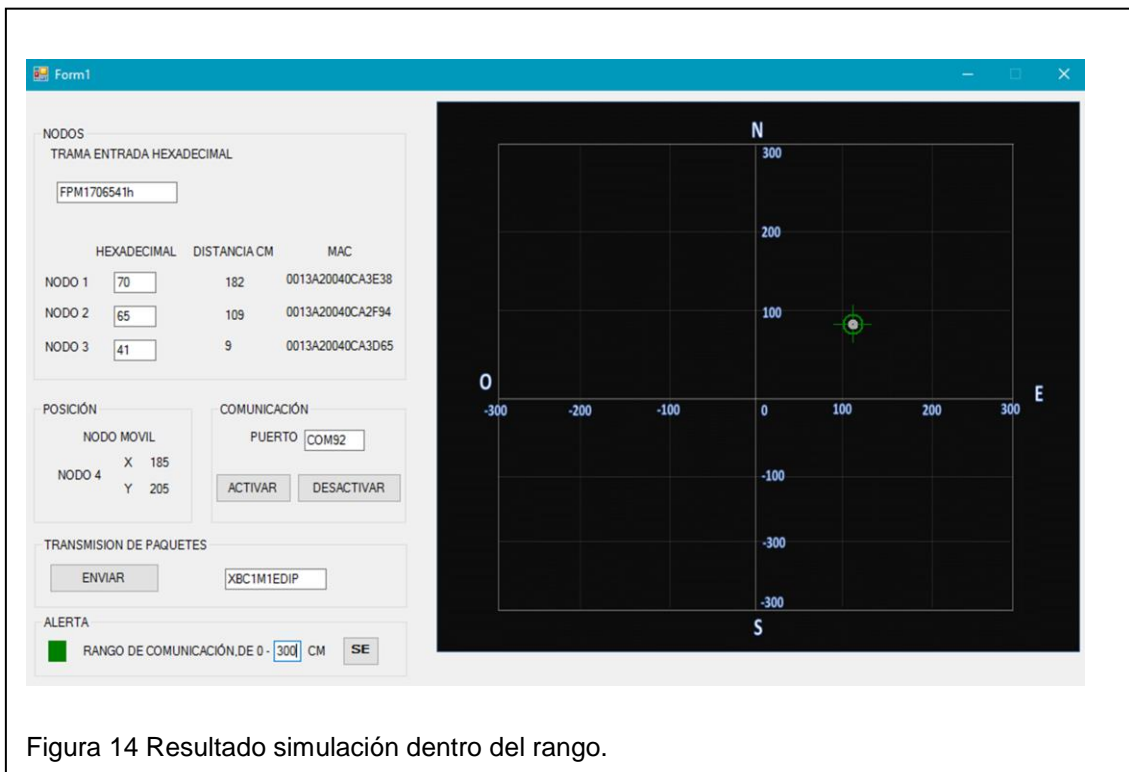 Form1
NODOS
TRAMA ENTRADA HEXADECIMAL
FPM1706541h
HEXADECIMAL DISTANCIA CM MAC
NODO 1 70 182 0013A20040CA3E38
NODO 2 65 109 0013A20040CA2F94
NODO 3 41 9 0013A20040CA3D65
POSICIÓN
NODO MOVIL
NODO 4
X 185
Y 205
COMUNICACIÓN
PUERTO COM92
ACTIVAR DESACTIVAR
TRANSMISION DE PAQUETES
ENVIAR XBC1M1EDIP
ALERTA
RANGO DE COMUNICACIÓN,DE 0 - 300 CM SE
N
300
200
100
O E
-300 -200 -100 0 100 200 300
-100
-300
-300
S
Figura 14 Resultado simulación dentro del rango.